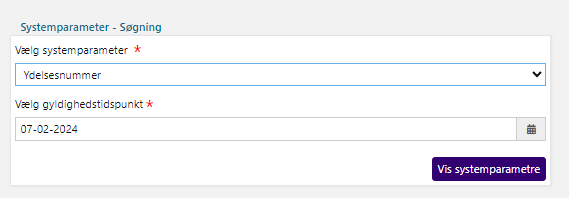 Systemparameter - Søgning
Vælg systemparameter *
Ydelsesnummer
Vælg gyldighedstidspunkt *
07-02-2024
Vis systemparametre